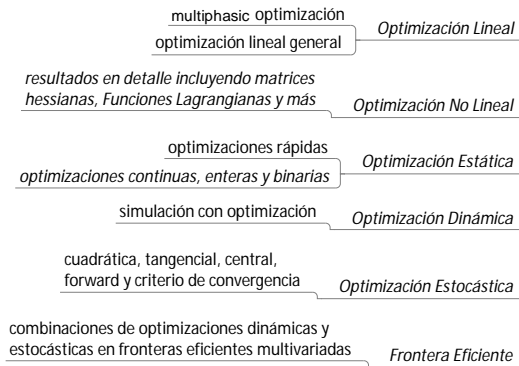 multiphasic optimización
optimización lineal general
Optimización Lineal
resultados en detalle incluyendo matrices
hessianas, Funciones Lagrangianas y más
Optimización No Lineal
optimizaciones rápidas
optimizaciones continuas, enteras y binarias
Optimización Estática
simulación con optimización
Optimización Dinámica
cuadrática, tangencial, central,
forward y criterio de convergencia
Optimización Estocástica
combinaciones de optimizaciones dinámicas y
estocásticas en fronteras eficientes multivariadas
Frontera Eficiente